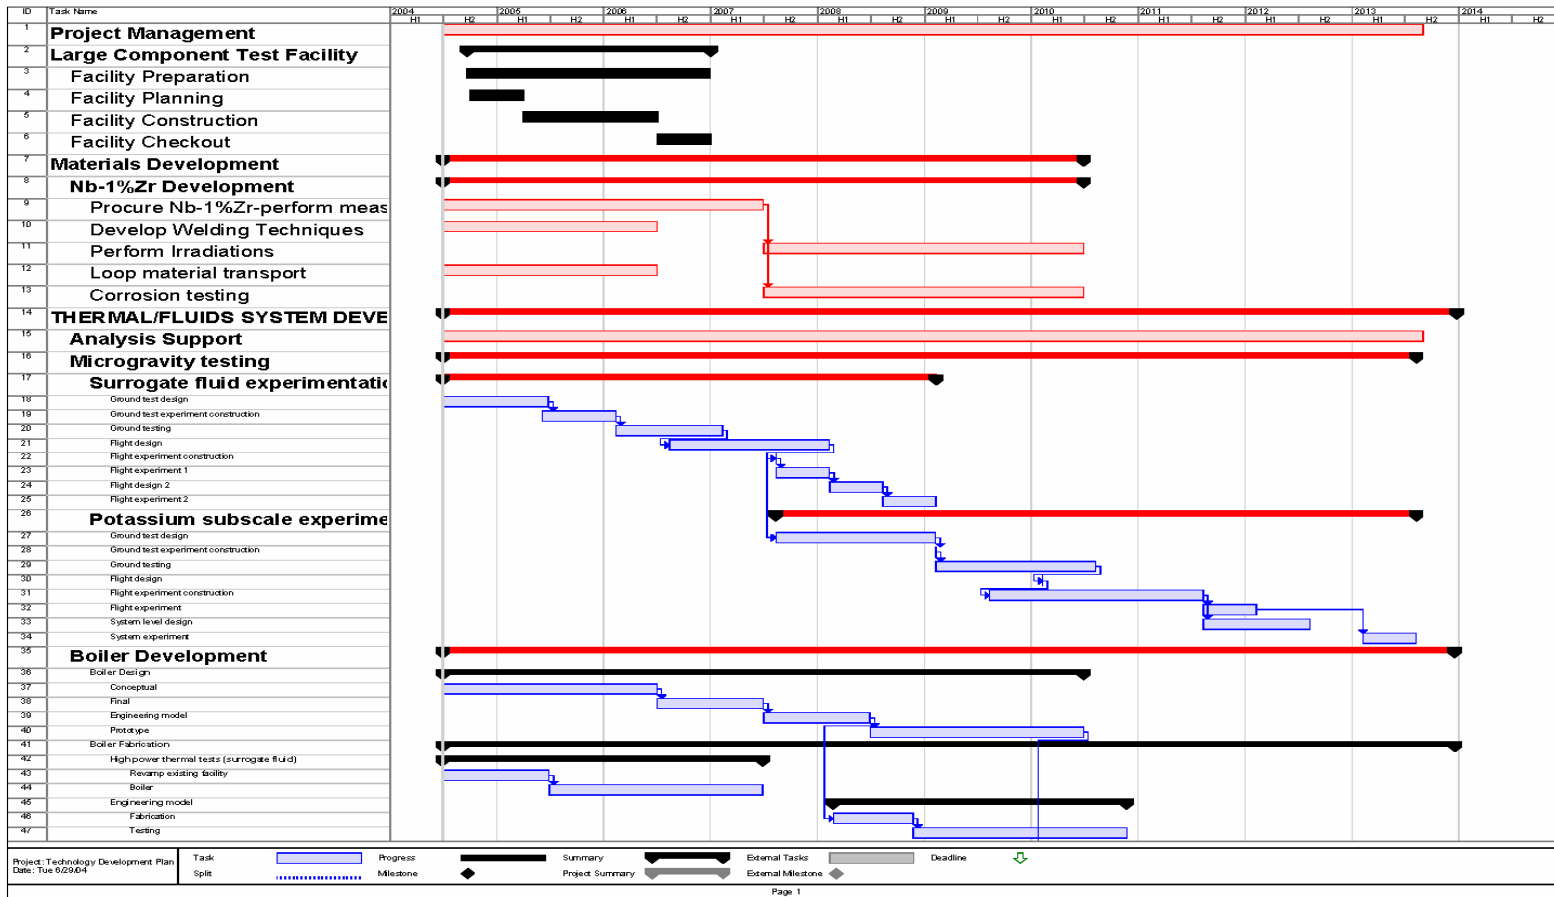 ID Task Name 2004 2005 2006 2007 2008 2009 2010 2011 2012 2013 2014
H1 H2 H1 H2 H1 H2 H1 H2 H1 H2 H1 H2 H1 H2 H1 H2 H1 H2 H1 H2 H1 H2
1 Project Management
2 Large Component Test Facility
3 Facility Preparation
4 Facility Planning
5 Facility Construction
6 Facility Checkout
7 Materials Development
8 Nb-1%Zr Development
9 Procure Nb-1%Zr-perform meas
10 Develop Welding Techniques
11 Perform Irradiations
12 Loop material transport
13 Corrosion testing
14 THERMAL/FLUIDS SYSTEM DEVE
15 Analysis Support
16 Microgravity testing
17 Surrogate fluid experimentatio
18 Ground test design
19 Ground test experiment construction
20 Ground testing
21 Flight design
22 Flight experiment construction
23 Flight experiment 1
24 Flight design 2
25 Flight experiment 2
26 Potassium subscale experime
27 Ground test design
28 Ground test experiment construction
29 Ground testing
30 Flight design
31 Flight experiment construction
32 Flight experiment
33 System level design
34 System experiment
35 Boiler Development
36 Boiler Design
37 Conceptual
38 Final
39 Engineering model
40 Prototype
41 Boiler Fabrication
42 High power thermal tests (surrogate fluid)
43 Revamp existing facility
44 Boiler
45 Engineering model
46 Fabrication
47 Testing
Project: Technology Development Plan
Date: Tue 6/29/04
Task Progress Summary External Tasks Deadline
Split Milestone Project Summary External Milestone
Page 1